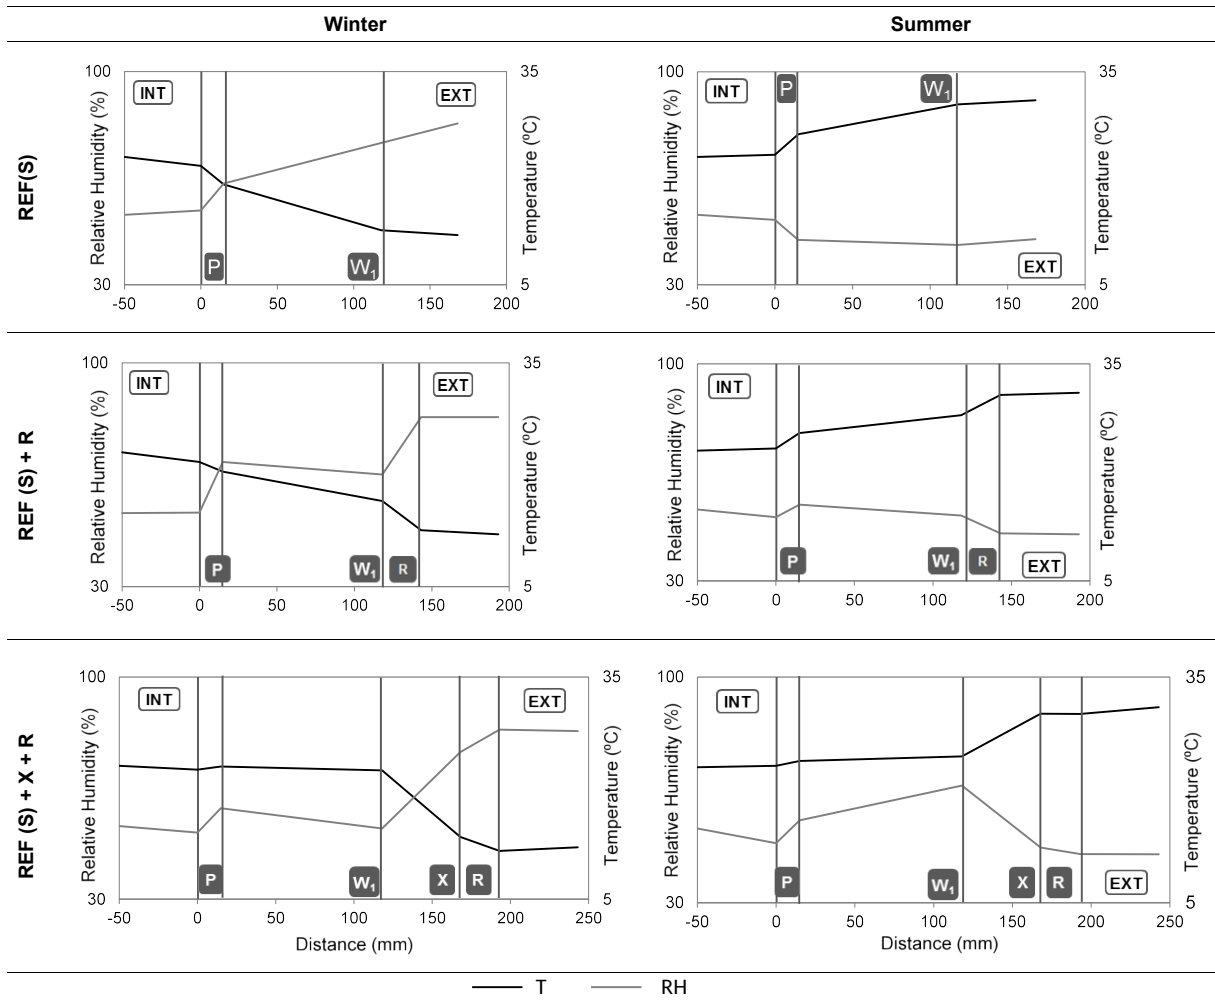 Winter Summer
REF(S)
Relative Humidity (%)
100
30
INT
EXT
P
W1
35
5
Temperature (ºC)
-50 0 50 100 150 200
Relative Humidity (%)
100
30
INT
P
W1
EXT
35
5
Temperature (ºC)
-50 0 50 100 150 200
REF (S) + R
Relative Humidity (%)
100
30
INT
EXT
P
W1
R
35
5
Temperature (ºC)
-50 0 50 100 150 200
Relative Humidity (%)
100
30
INT
P
W1
R
EXT
35
5
Temperature (ºC)
-50 0 50 100 150 200
REF (S) + X + R
Relative Humidity (%)
100
30
INT
EXT
P
W1
X
R
35
5
Temperature (ºC)
-50 0 50 100 150 200 250
Distance (mm)
Relative Humidity (%)
100
30
INT
P
W1
X
R
EXT
35
5
Temperature (ºC)
-50 0 50 100 150 200 250
Distance (mm)
T RH